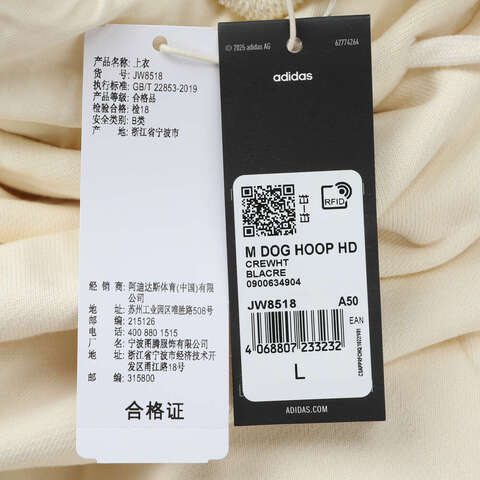 产品名称: 上衣
货 号: JW8518
执行标准: GB/T 22853-2019
产品等级: 合格品
检验合格: 检18
安全类别: B类
产 地: 浙江省宁波市
经 销 商: 阿迪达斯体育(中国)有限
公司
地 址: 苏州工业园区唯亭路508号
邮 编: 215126
电 话: 400 880 1515
厂 名: 宁波图腾服饰有限公司
地 址: 浙江省宁波市经济技术开
发区甬江路18号
邮 编: 315800
合格证
© 2025 adidas AG
62774264
adidas
RFID
M DOG HOOP HD
CREWHT
BLACRE
0900634904
JW8518 A50
EAN
4 068807 233232
L
ADIDAS.COM